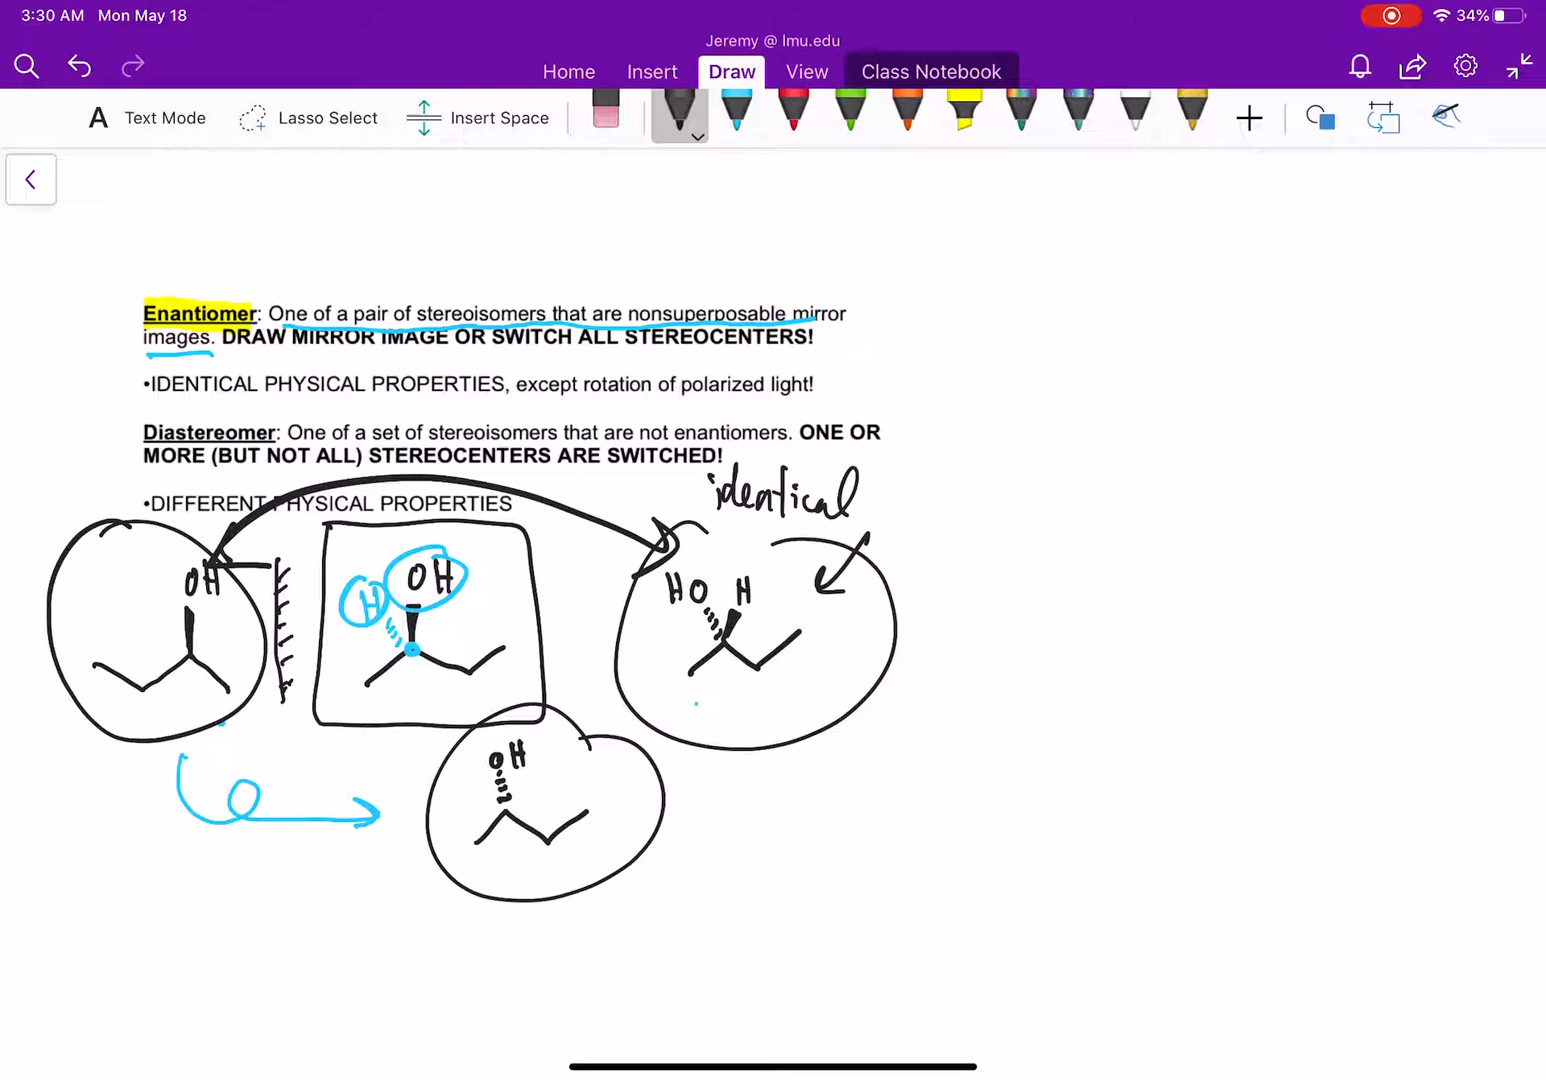 3:30 AM Mon May 18
34%
Jeremy @ lmu.edu
Home Insert Draw View Class Notebook
A Text Mode Lasso Select Insert Space
Enantiomer: One of a pair of stereoisomers that are nonsuperposable mirror
images. DRAW MIRROR IMAGE OR SWITCH ALL STEREOCENTERS!
•IDENTICAL PHYSICAL PROPERTIES, except rotation of polarized light!
Diastereomer: One of a set of stereoisomers that are not enantiomers. ONE OR
MORE (BUT NOT ALL) STEREOCENTERS ARE SWITCHED!
•DIFFERENT PHYSICAL PROPERTIES
identical
OH
H OH
HO H
OH